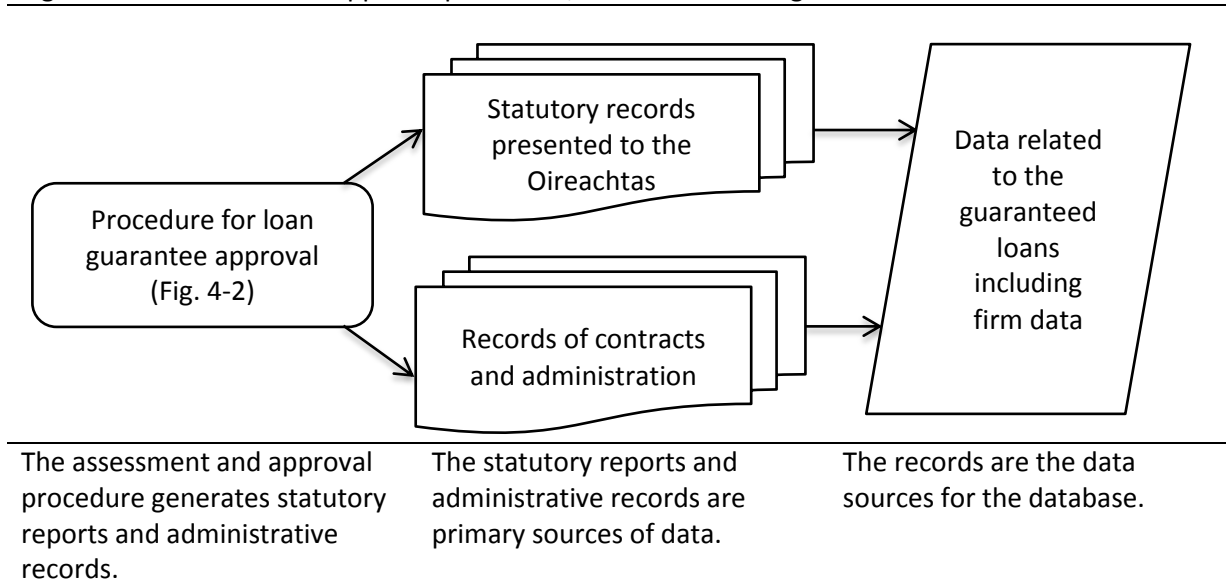 Procedure for loan
guarantee approval
(Fig. 4-2)
Statutory records
presented to the
Oireachtas
Records of contracts
and administration
Data related
to the
guaranteed
loans
including
firm data
The assessment and approval
procedure generates statutory
reports and administrative
records.
The statutory reports and
administrative records are
primary sources of data.
The records are the data
sources for the database.